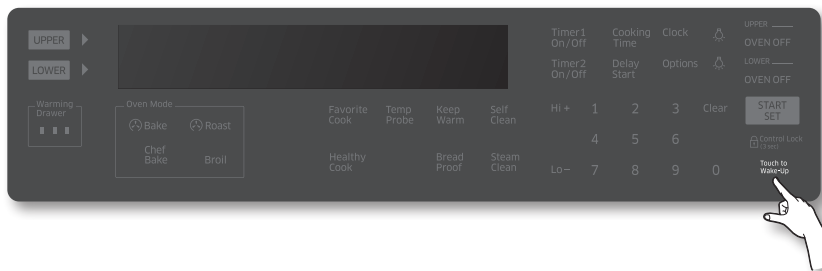 UPPER
LOWER
Warming
Drawer
Oven Mode
Bake
Roast
Chef
Bake
Broil
Favorite
Cook
Temp
Probe
Keep
Warm
Self
Clean
Healthy
Cook
Bread
Proof
Steam
Clean
Timer1
On/Off
Cooking
Time
Clock
Timer2
On/Off
Delay
Start
Options
Hi + 1 2 3 Clear
4 5 6
Lo- 7 8 9 0
UPPER
OVEN OFF
LOWER
OVEN OFF
START
SET
Control Lock
(3 sec)
Touch to
Wake-Up